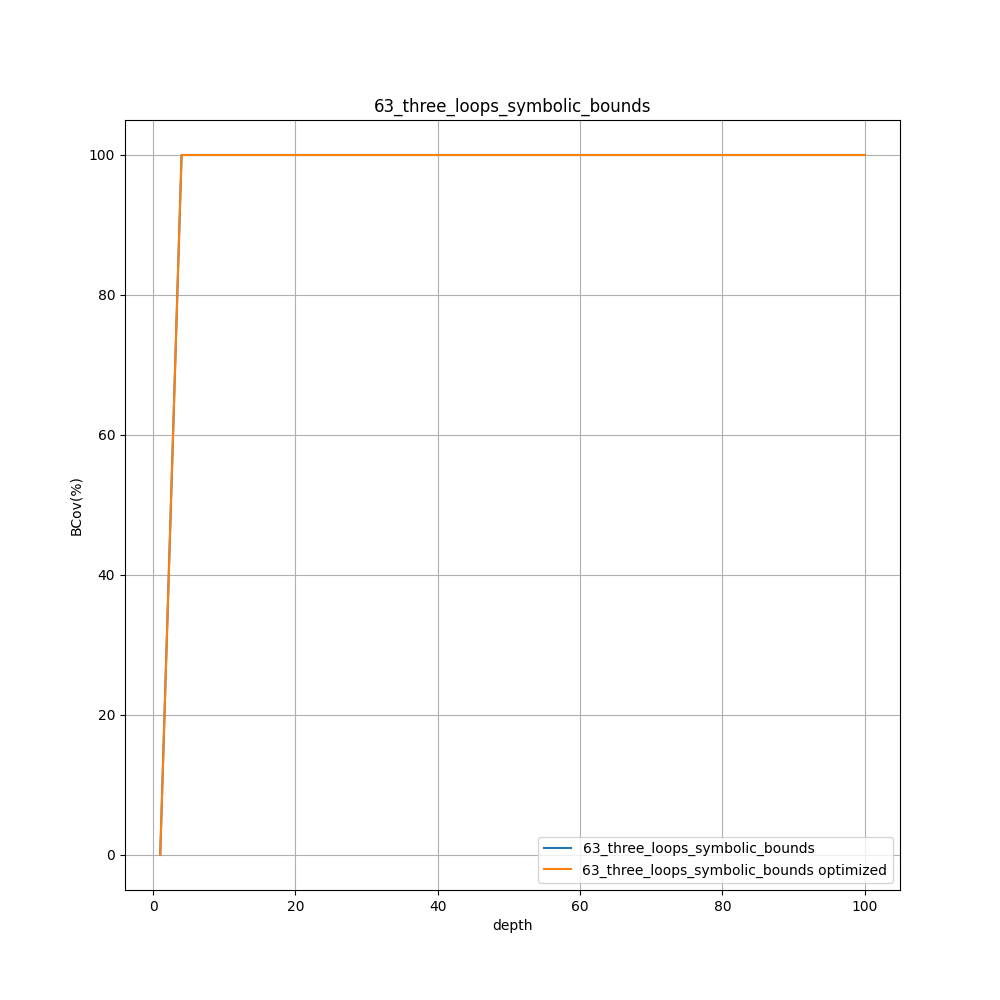 63_three_loops_symbolic_bounds
100
80
60
40
20
0
BCov(%)
63_three_loops_symbolic_bounds
63_three_loops_symbolic_bounds optimized
0 20 40 60 80 100
depth